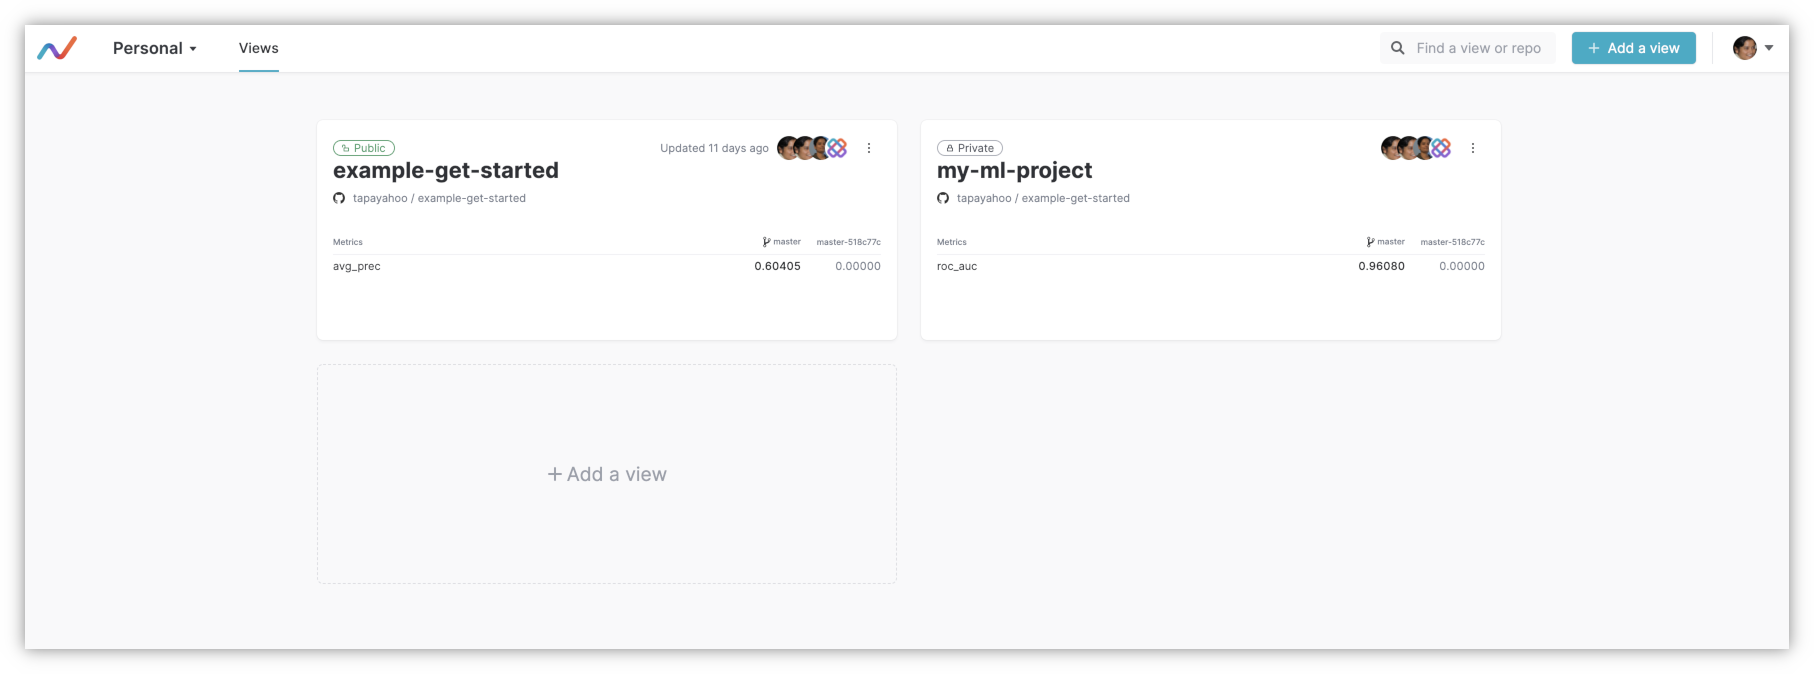 Personal Views Find a view or repo + Add a view
Public Updated 11 days ago
example-get-started
tapayahoo / example-get-started
Metrics master master-518c77c
avg_prec 0.60405 0.00000
Private
my-ml-project
tapayahoo / example-get-started
Metrics master master-518c77c
roc_auc 0.96080 0.00000
+ Add a view